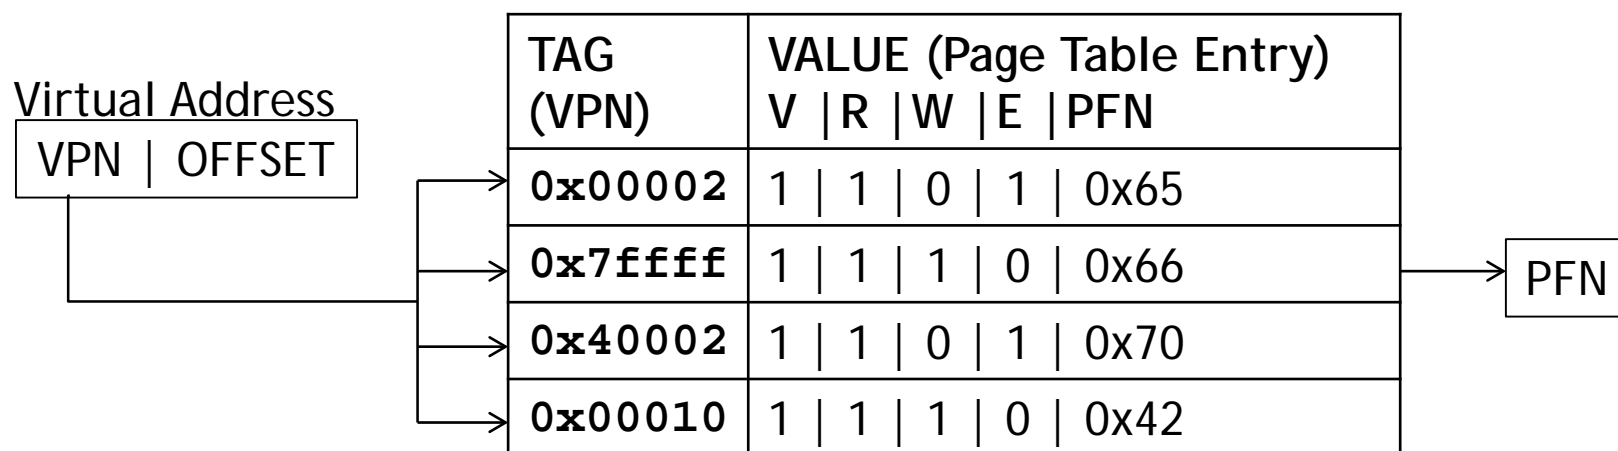 Virtual Address
VPN | OFFSET
TAG (VPN) VALUE (Page Table Entry)
V | R | W | E | PFN
0x00002 1 | 1 | 0 | 1 | 0x65
0x7ffff 1 | 1 | 1 | 0 | 0x66
0x40002 1 | 1 | 0 | 1 | 0x70
0x00010 1 | 1 | 1 | 0 | 0x42
PFN